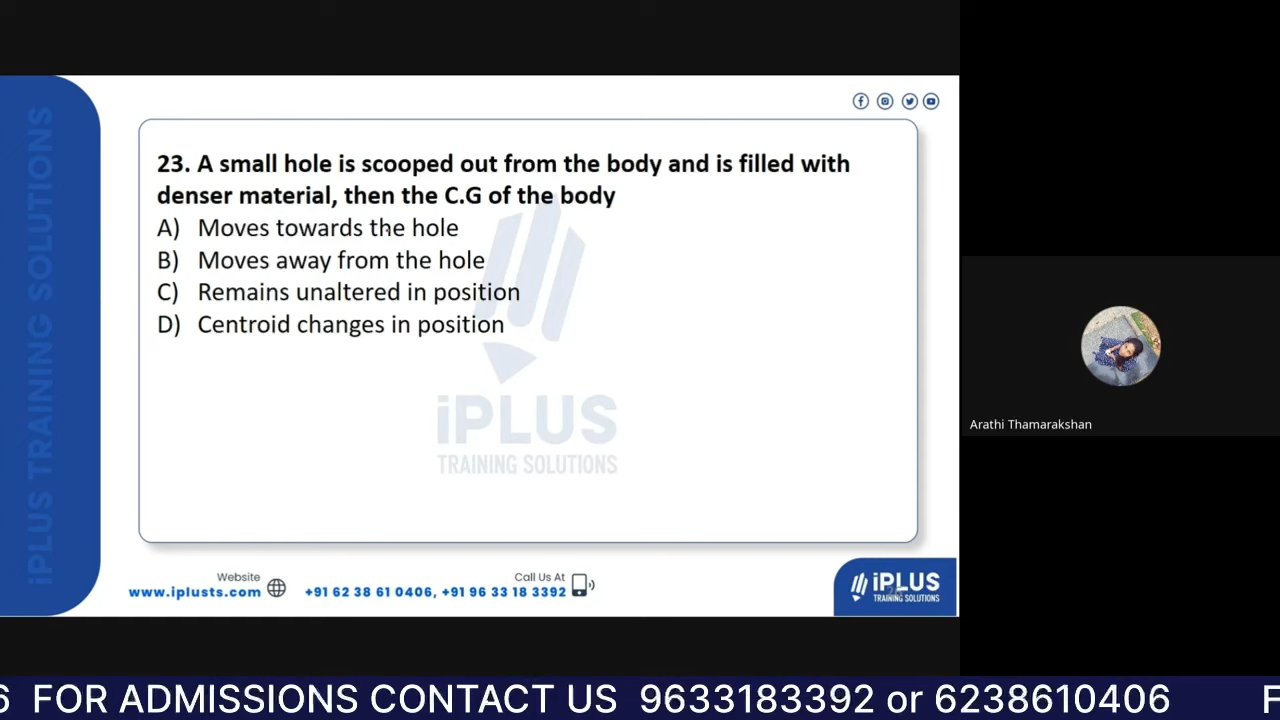 iPLUS TRAINING SOLUTIONS
23. A small hole is scooped out from the body and is filled with
denser material, then the C.G of the body
A) Moves towards the hole
B) Moves away from the hole
C) Remains unaltered in position
D) Centroid changes in position
iPLUS
TRAINING SOLUTIONS
Arathi Thamarakshan
Website
www.iplusts.com
Call Us At
+91 62 38 61 0406, +91 96 33 18 3392
iPLUS
TRAINING SOLUTIONS
6 FOR ADMISSIONS CONTACT US 9633183392 or 6238610406 F